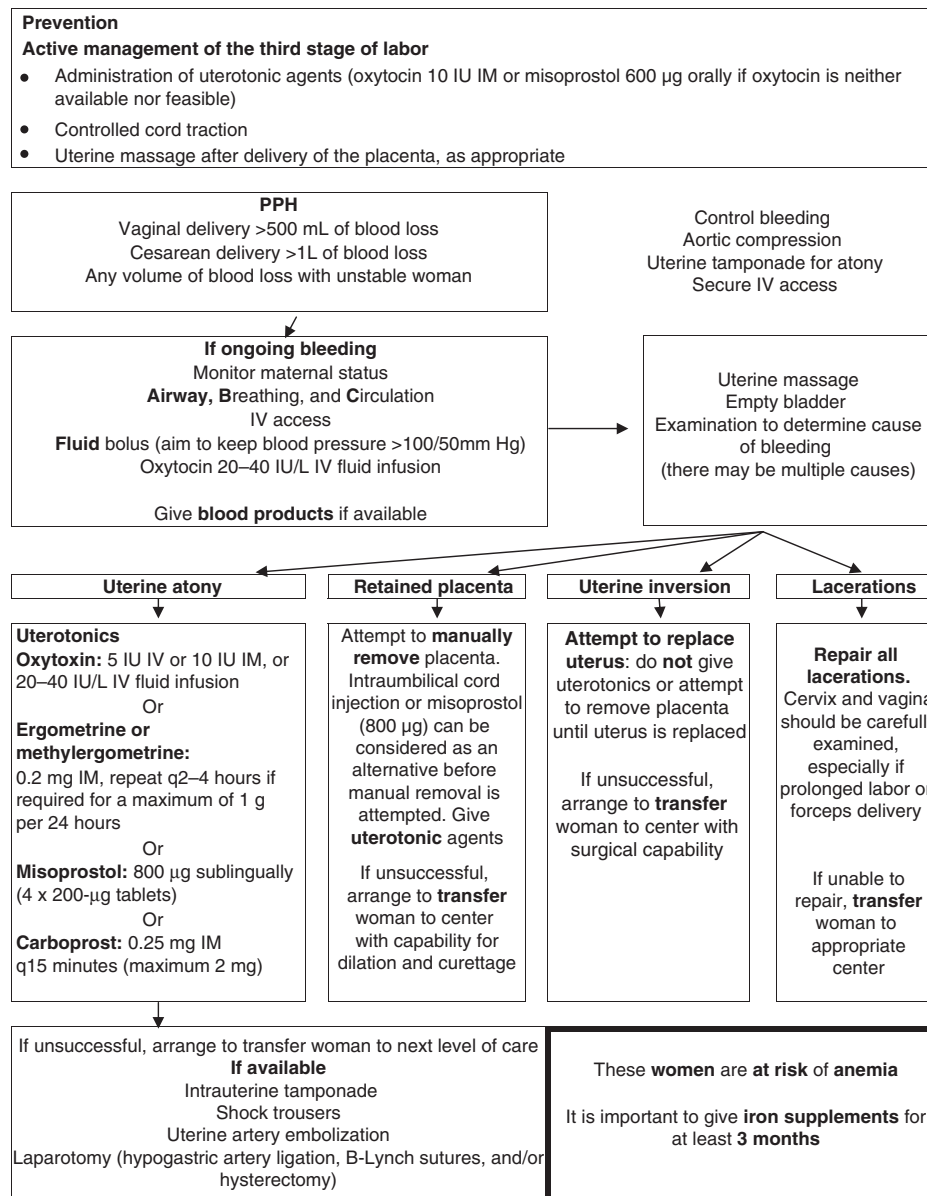 Prevention
Active management of the third stage of labor
• Administration of uterotonic agents (oxytocin 10 IU IM or misoprostol 600 µg orally if oxytocin is neither
available nor feasible)
• Controlled cord traction
• Uterine massage after delivery of the placenta, as appropriate
PPH
Vaginal delivery >500 mL of blood loss
Cesarean delivery >1L of blood loss
Any volume of blood loss with unstable woman
Control bleeding
Aortic compression
Uterine tamponade for atony
Secure IV access
If ongoing bleeding
Monitor maternal status
Airway, Breathing, and Circulation
IV access
Fluid bolus (aim to keep blood pressure >100/50mm Hg)
Oxytocin 20–40 IU/L IV fluid infusion
Give blood products if available
Uterine massage
Empty bladder
Examination to determine cause
of bleeding
(there may be multiple causes)
Uterine atony
Uterotonics
Oxytoxin: 5 IU IV or 10 IU IM, or
20–40 IU/L IV fluid infusion
Or
Ergometrine or
methylergometrine:
0.2 mg IM, repeat q2–4 hours if
required for a maximum of 1 g
per 24 hours
Or
Misoprostol: 800 µg sublingually
(4 x 200-µg tablets)
Or
Carboprost: 0.25 mg IM
q15 minutes (maximum 2 mg)
Retained placenta
Attempt to manually
remove placenta.
Intraumbilical cord
injection or misoprostol
(800 µg) can be
considered as an
alternative before
manual removal is
attempted. Give
uterotonic agents
If unsuccessful,
arrange to transfer
woman to center
with capability for
dilation and curettage
Uterine inversion
Attempt to replace
uterus: do not give
uterotonics or attempt
to remove placenta
until uterus is replaced
If unsuccessful,
arrange to transfer
woman to center with
surgical capability
Lacerations
Repair all
lacerations.
Cervix and vagina
should be carefull
examined,
especially if
prolonged labor or
forceps delivery
If unable to
repair, transfer
woman to
appropriate
center
If unsuccessful, arrange to transfer woman to next level of care
If available
Intrauterine tamponade
Shock trousers
Uterine artery embolization
Laparotomy (hypogastric artery ligation, B-Lynch sutures, and/or
hysterectomy)
These women are at risk of anemia
It is important to give iron supplements for
at least 3 months